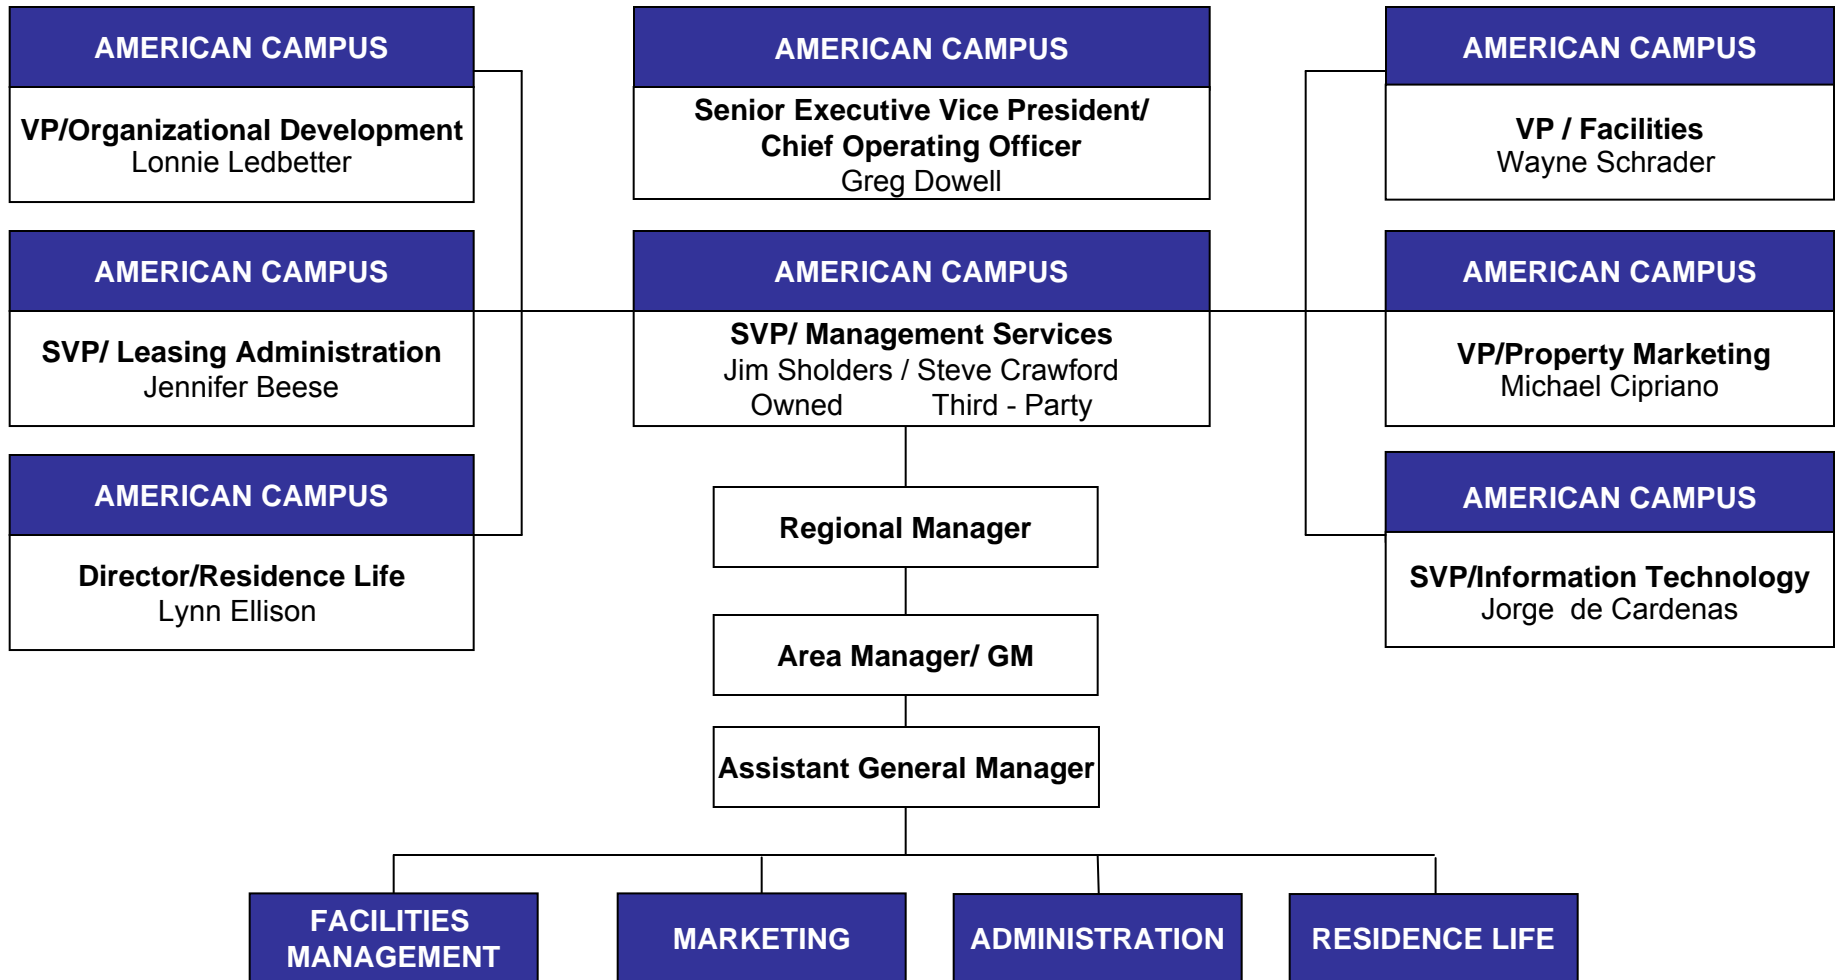 AMERICAN CAMPUS
VP/Organizational Development
Lonnie Ledbetter
AMERICAN CAMPUS
Senior Executive Vice President/
Chief Operating Officer
Greg Dowell
AMERICAN CAMPUS
VP / Facilities
Wayne Schrader
AMERICAN CAMPUS
SVP/ Leasing Administration
Jennifer Beese
AMERICAN CAMPUS
SVP/ Management Services
Jim Sholders / Steve Crawford
Owned Third - Party
AMERICAN CAMPUS
VP/Property Marketing
Michael Cipriano
AMERICAN CAMPUS
Director/Residence Life
Lynn Ellison
AMERICAN CAMPUS
SVP/Information Technology
Jorge de Cardenas
Regional Manager
Area Manager/ GM
Assistant General Manager
FACILITIES
MANAGEMENT
MARKETING
ADMINISTRATION
RESIDENCE LIFE